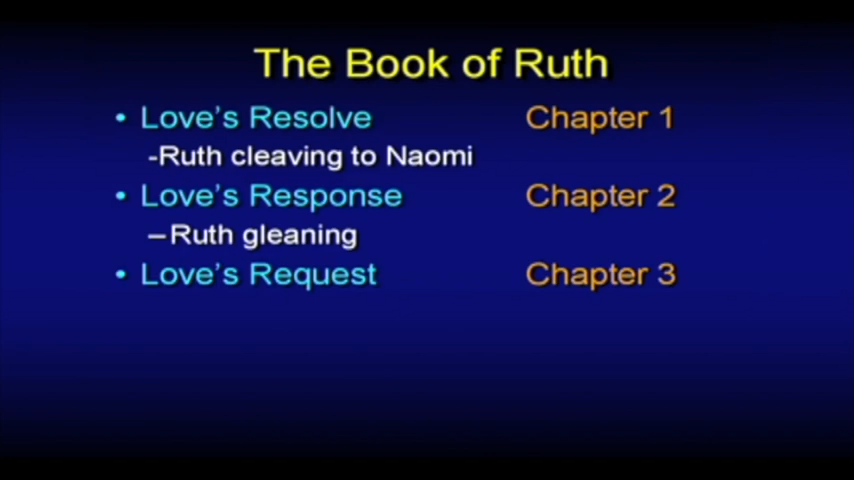 The Book of Ruth
• Love's Resolve Chapter 1
-Ruth cleaving to Naomi
• Love's Response Chapter 2
–Ruth gleaning
• Love's Request Chapter 3